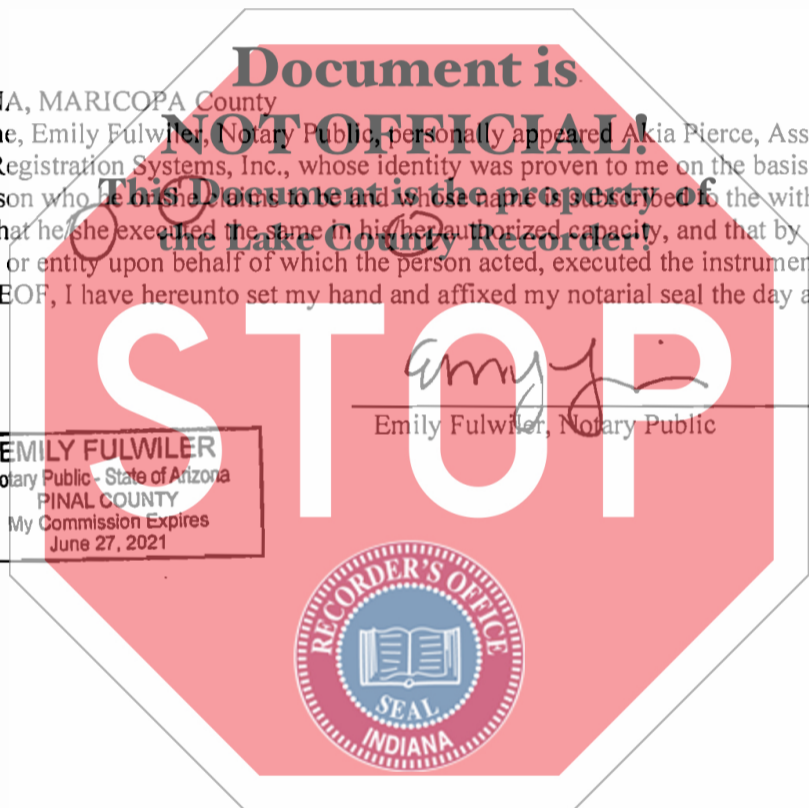 Document is
NOT OFFICIAL!
This Document is the property of
the Lake County Recorder!
NA, MARICOPA County
e, Emily Fulwiler, Notary Public, personally appeared Akia Pierce, Ass
Registration Systems, Inc., whose identity was proven to me on the basis
son who he or she claims to be and whose name is subscribed to the with
hat he/she executed the same in his/her authorized capacity, and that by
or entity upon behalf of which the person acted, executed the instrumen
EOF, I have hereunto set my hand and affixed my notarial seal the day a
STOP
Emily Fulwiler, Notary Public
EMILY FULWILER
otary Public - State of Arizona
PINAL COUNTY
My Commission Expires
June 27, 2021
RECORDER'S OFFICE
SEAL
INDIANA